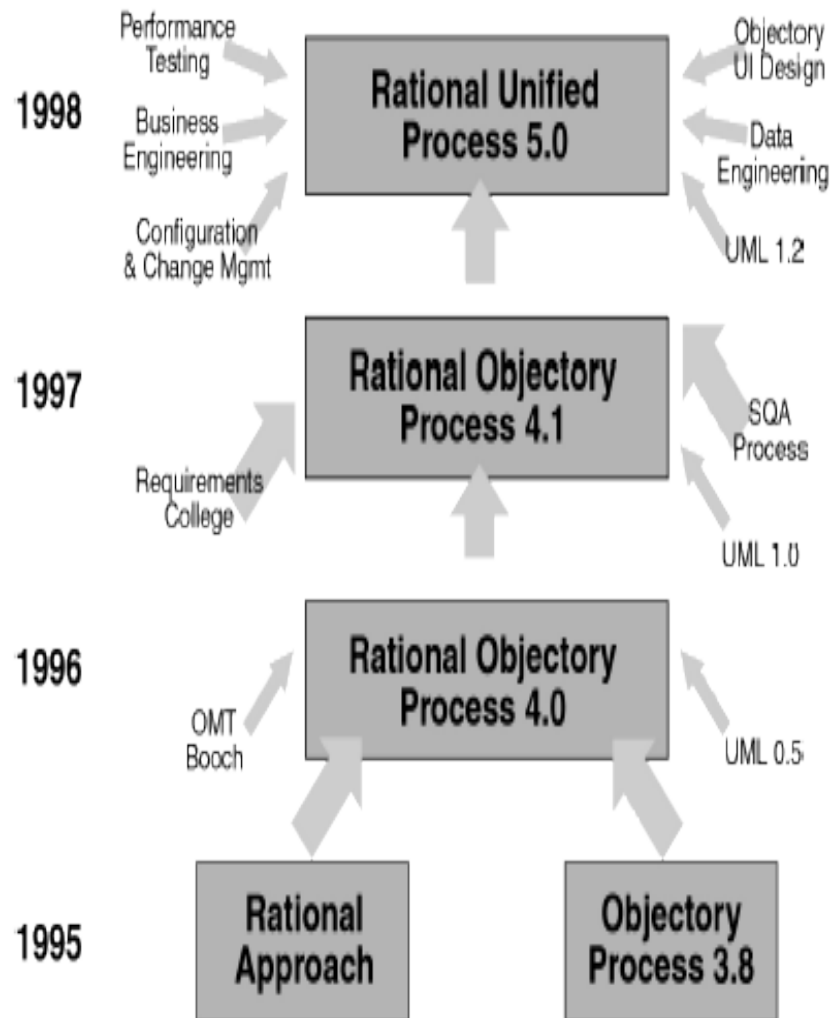 Performance
Testing
Objectory
UI Design
1998
Rational Unified
Process 5.0
Business
Engineering
Data
Engineering
Configuration
& Change Mgmt
UML 1.2
1997
Rational Objectory
Process 4.1
SQA
Process
Requirements
College
UML 1.0
1996
Rational Objectory
Process 4.0
OMT
Booch
UML 0.5
1995
Rational
Approach
Objectory
Process 3.8